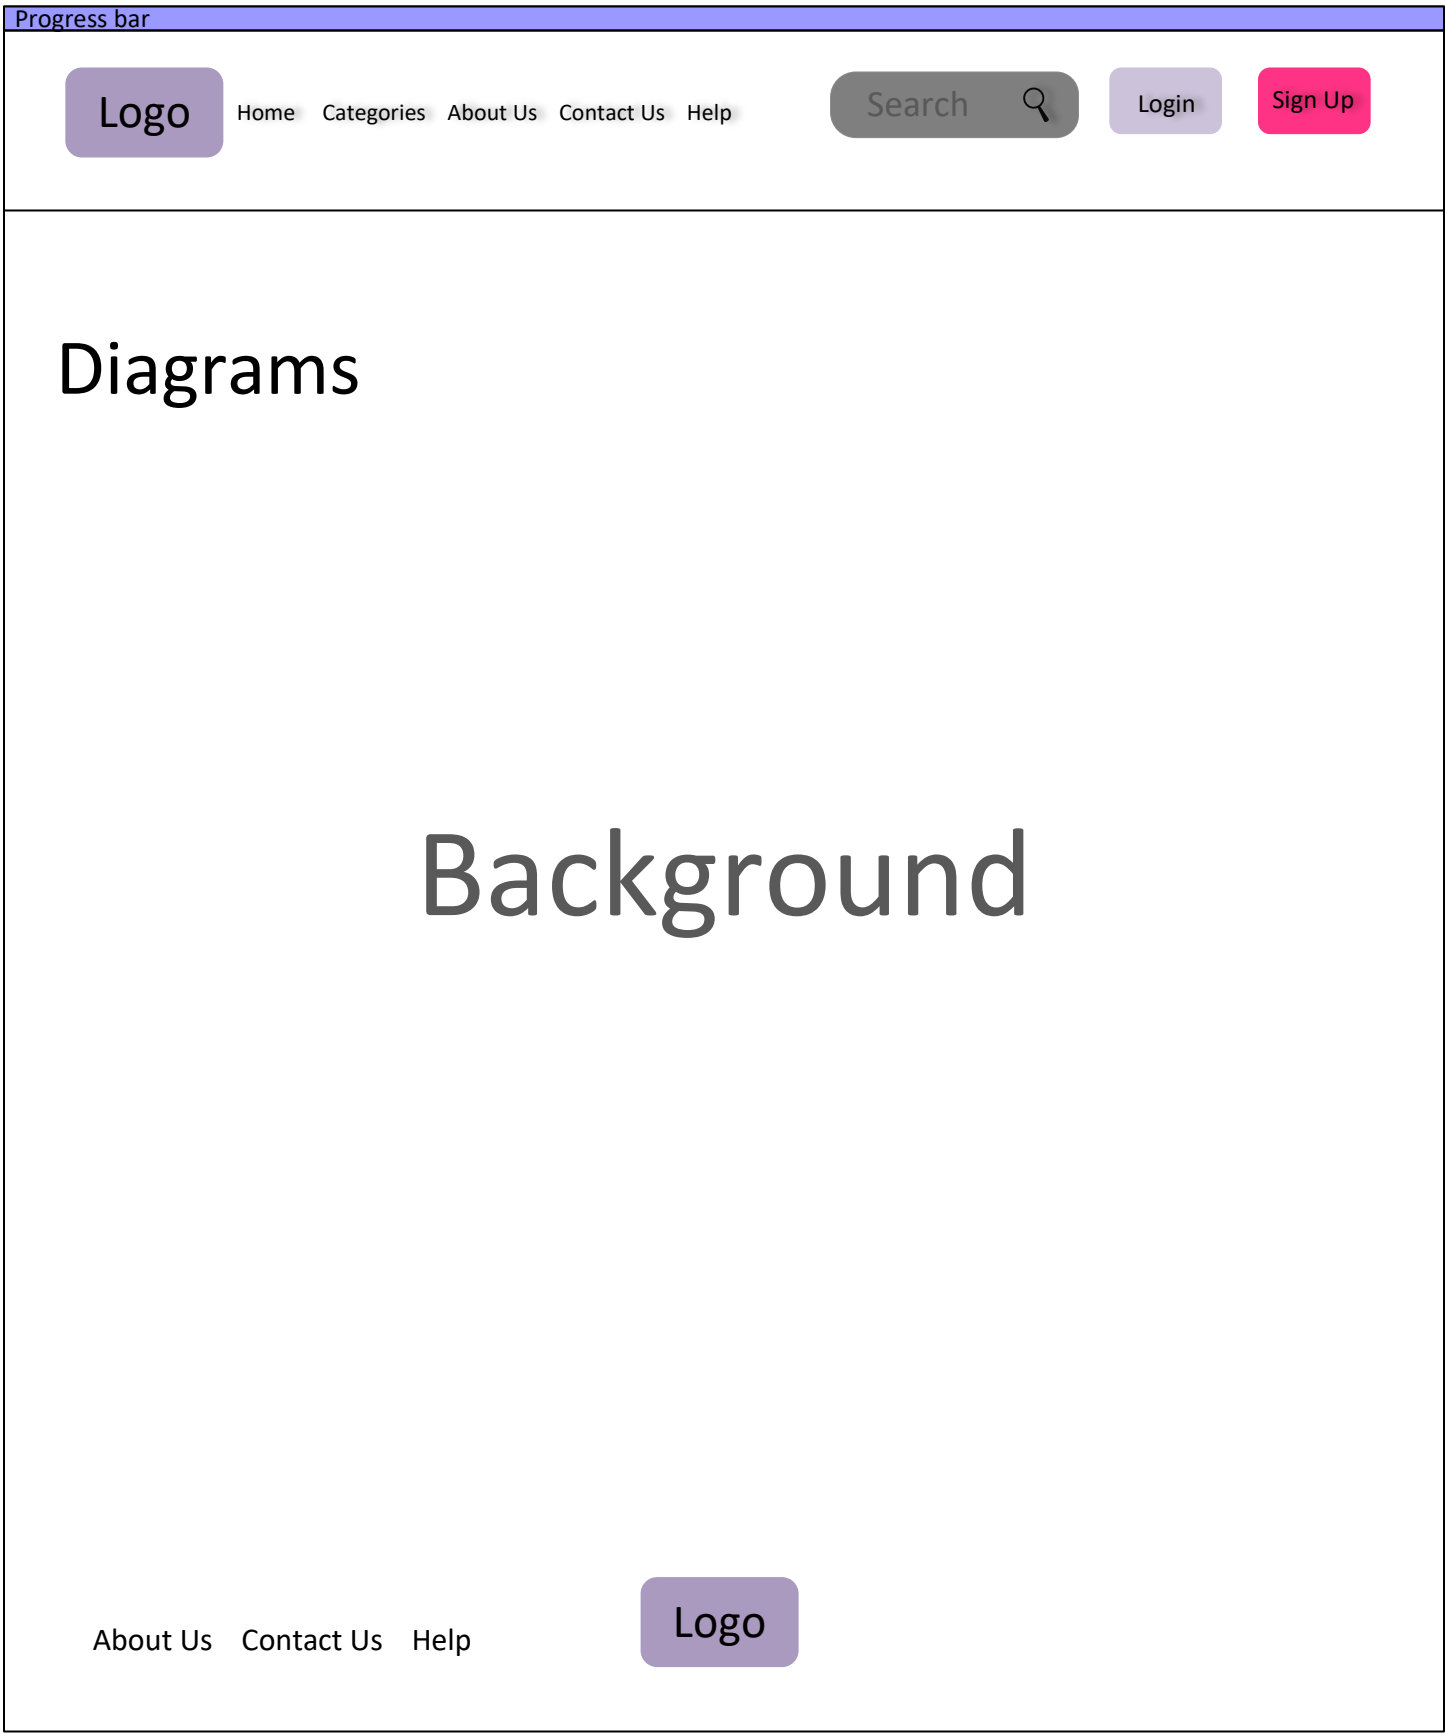 Progress bar
Logo
Home Categories About Us Contact Us Help
Search
Login
Sign Up
Diagrams
Background
About Us Contact Us Help
Logo